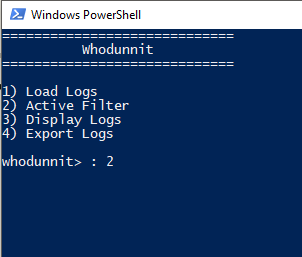 Windows PowerShell
=============================
Whodunnit
=============================
1) Load Logs
2) Active Filter
3) Display Logs
4) Export Logs
whodunnit> : 2